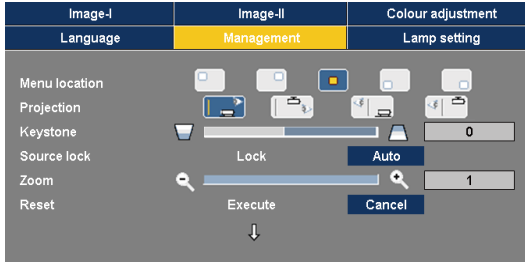 Image-I Image-II Colour adjustment
Language Management Lamp setting
Menu location
Projection
Keystone 0
Source lock Lock Auto
Zoom 1
Reset Execute Cancel